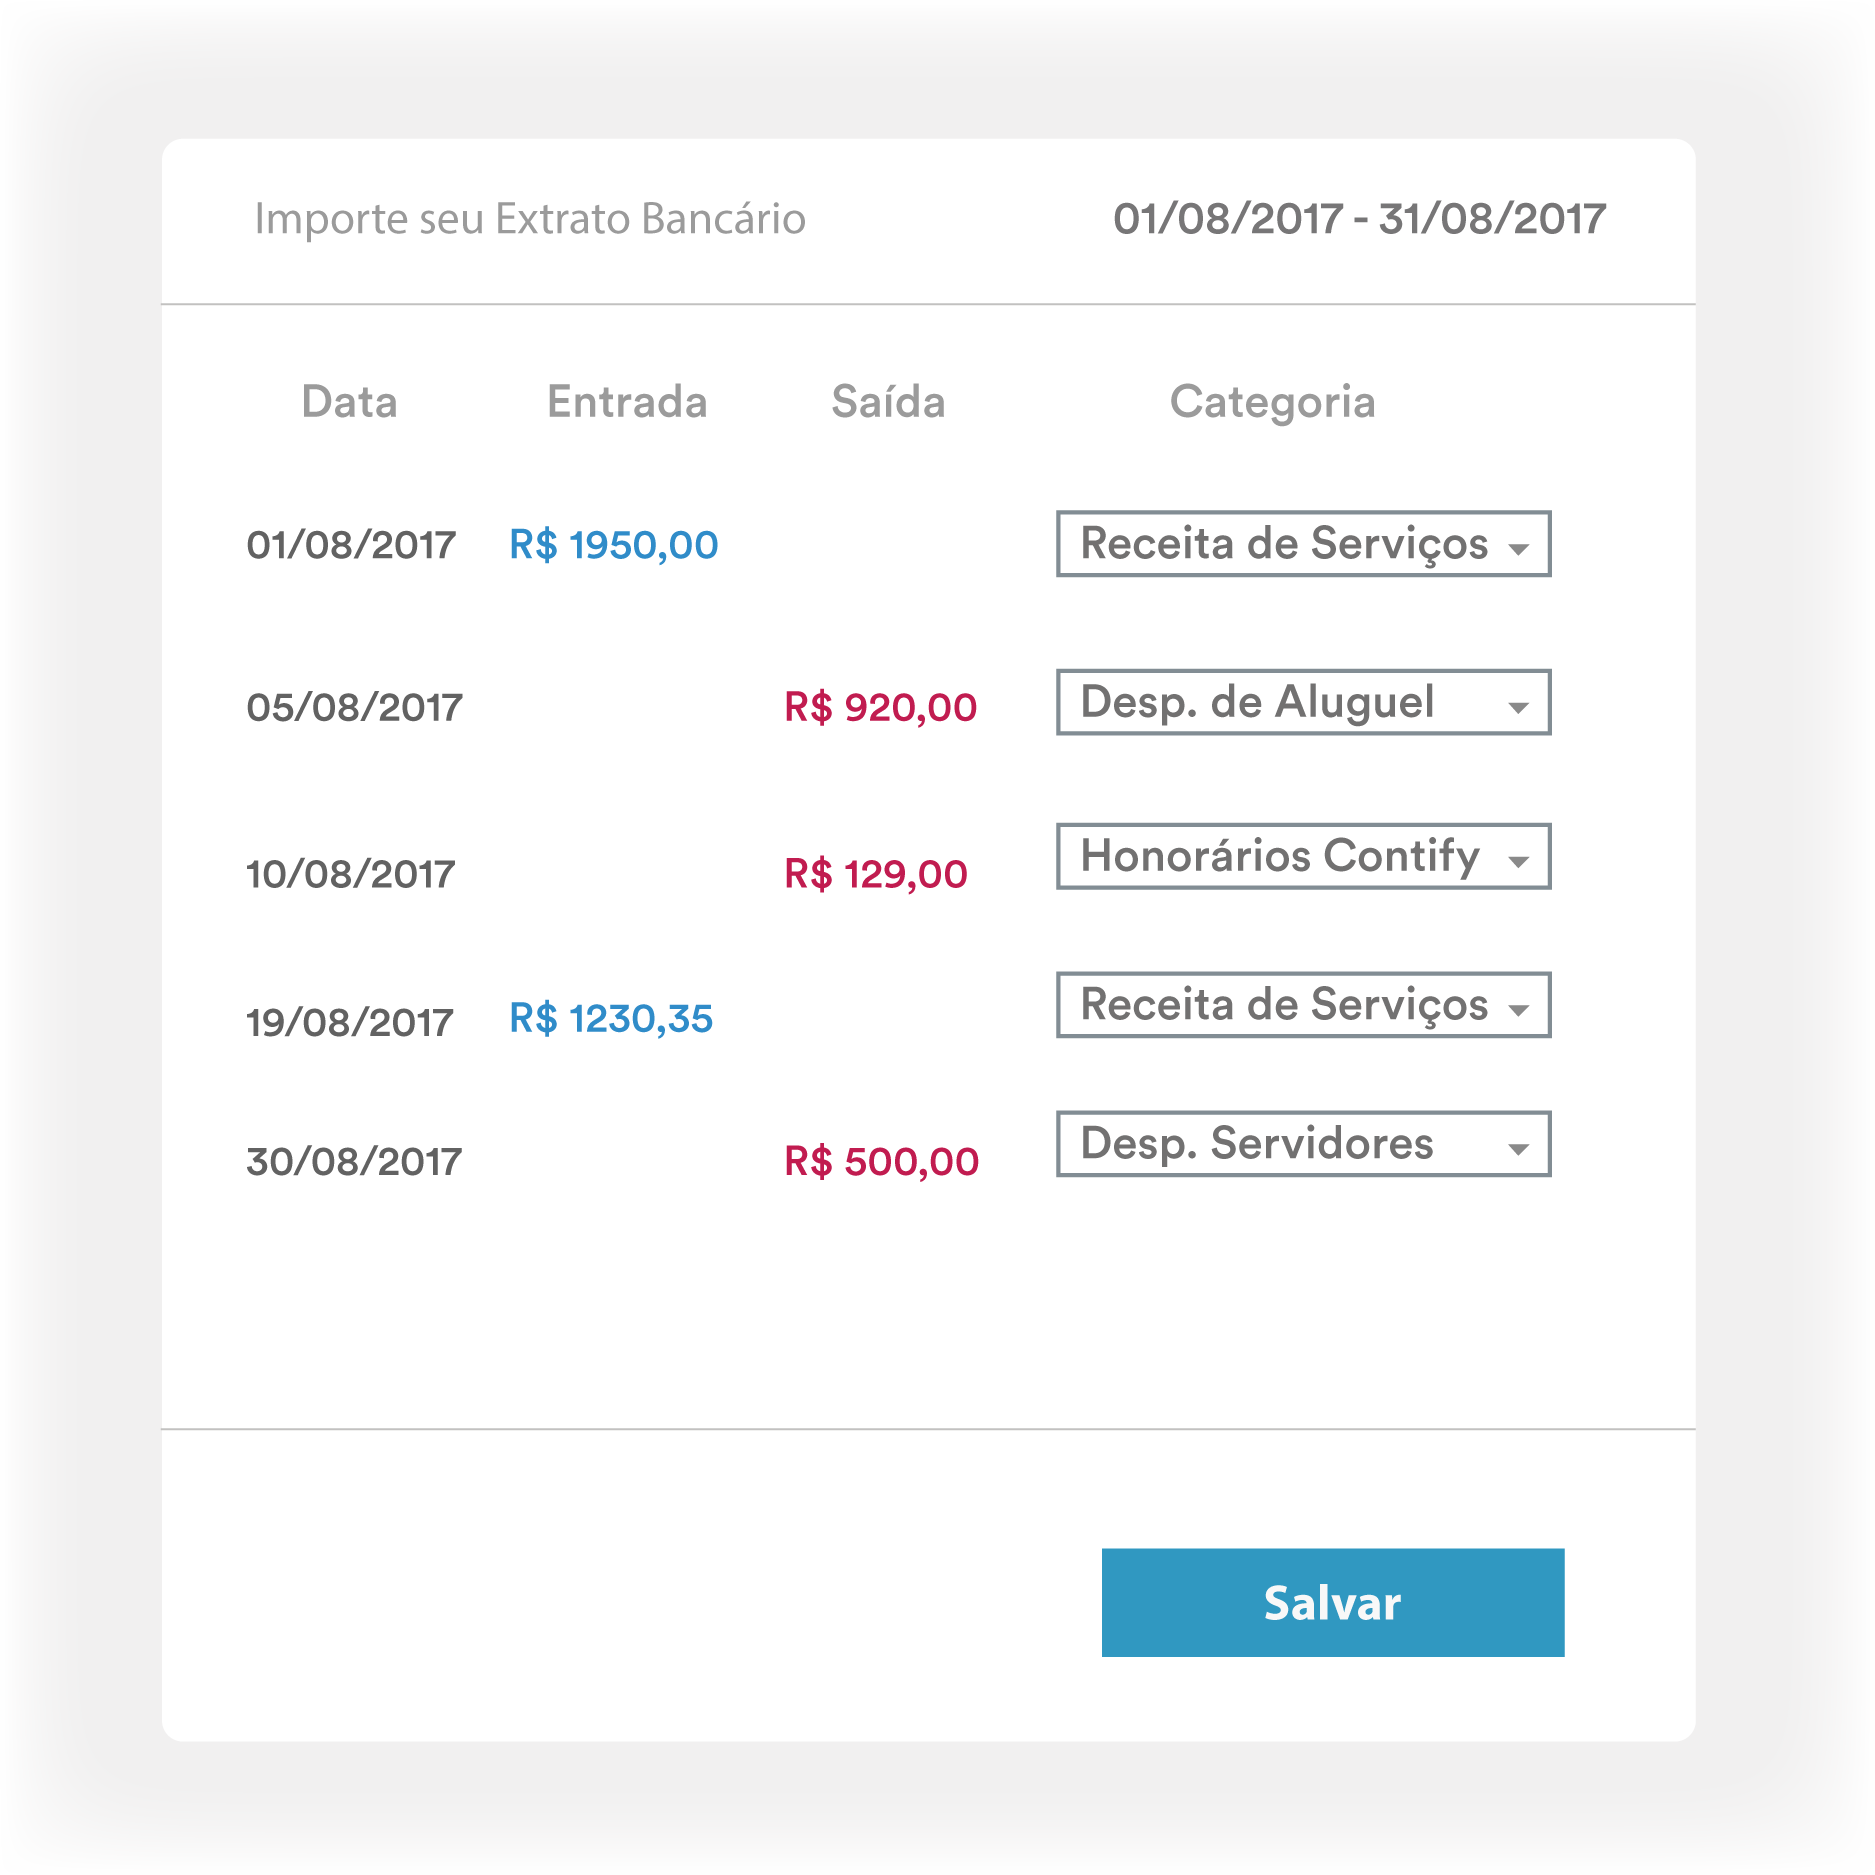 Importe seu Extrato Bancário 01/08/2017 - 31/08/2017
Data Entrada Saída Categoria
01/08/2017 R$ 1950,00 Receita de Serviços
05/08/2017 R$ 920,00 Desp. de Aluguel
10/08/2017 R$ 129,00 Honorários Contify
19/08/2017 R$ 1230,35 Receita de Serviços
30/08/2017 R$ 500,00 Desp. Servidores
Salvar